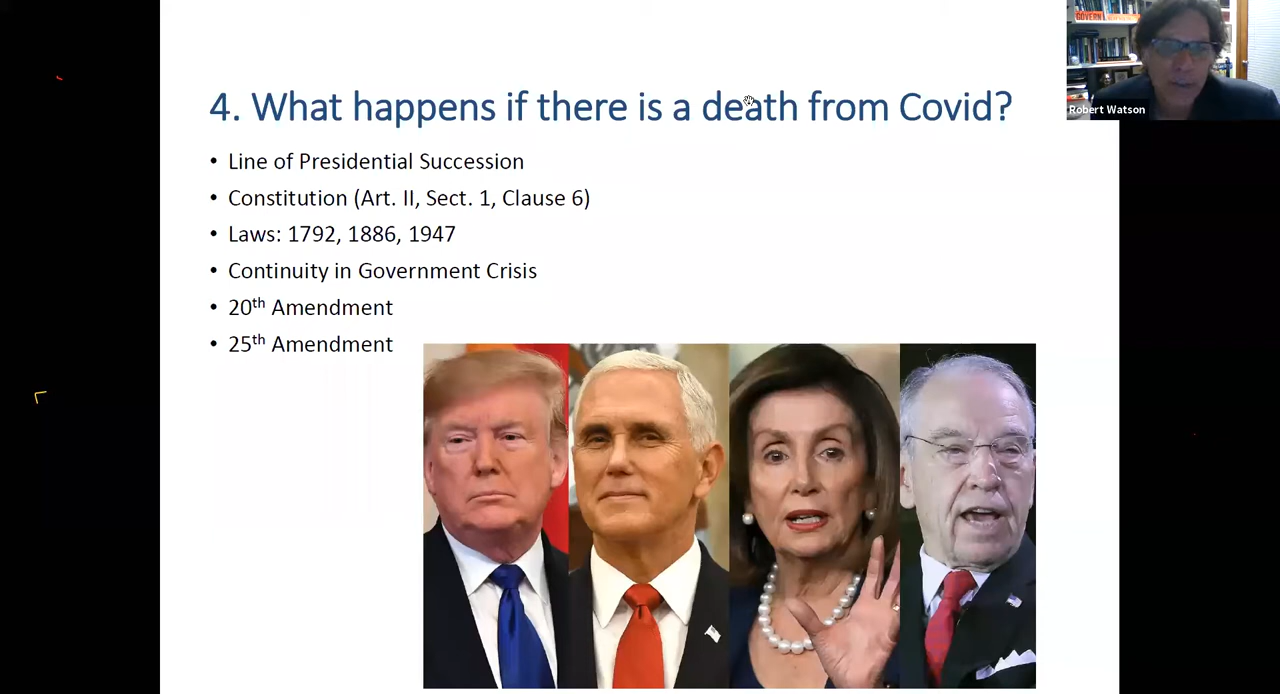 4. What happens if there is a death from Covid?
• Line of Presidential Succession
• Constitution (Art. II, Sect. 1, Clause 6)
• Laws: 1792, 1886, 1947
• Continuity in Government Crisis
• 20th Amendment
• 25th Amendment
GOVERN
Robert Watson